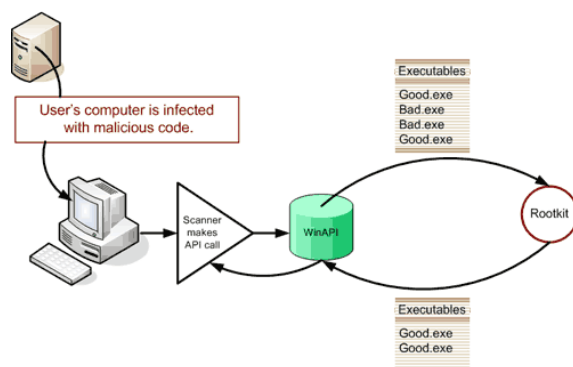 User's computer is infected
with malicious code.
Scanner
makes
API call
WinAPI
Executables
Good.exe
Bad.exe
Bad.exe
Good.exe
Rootkit
Executables
Good.exe
Good.exe